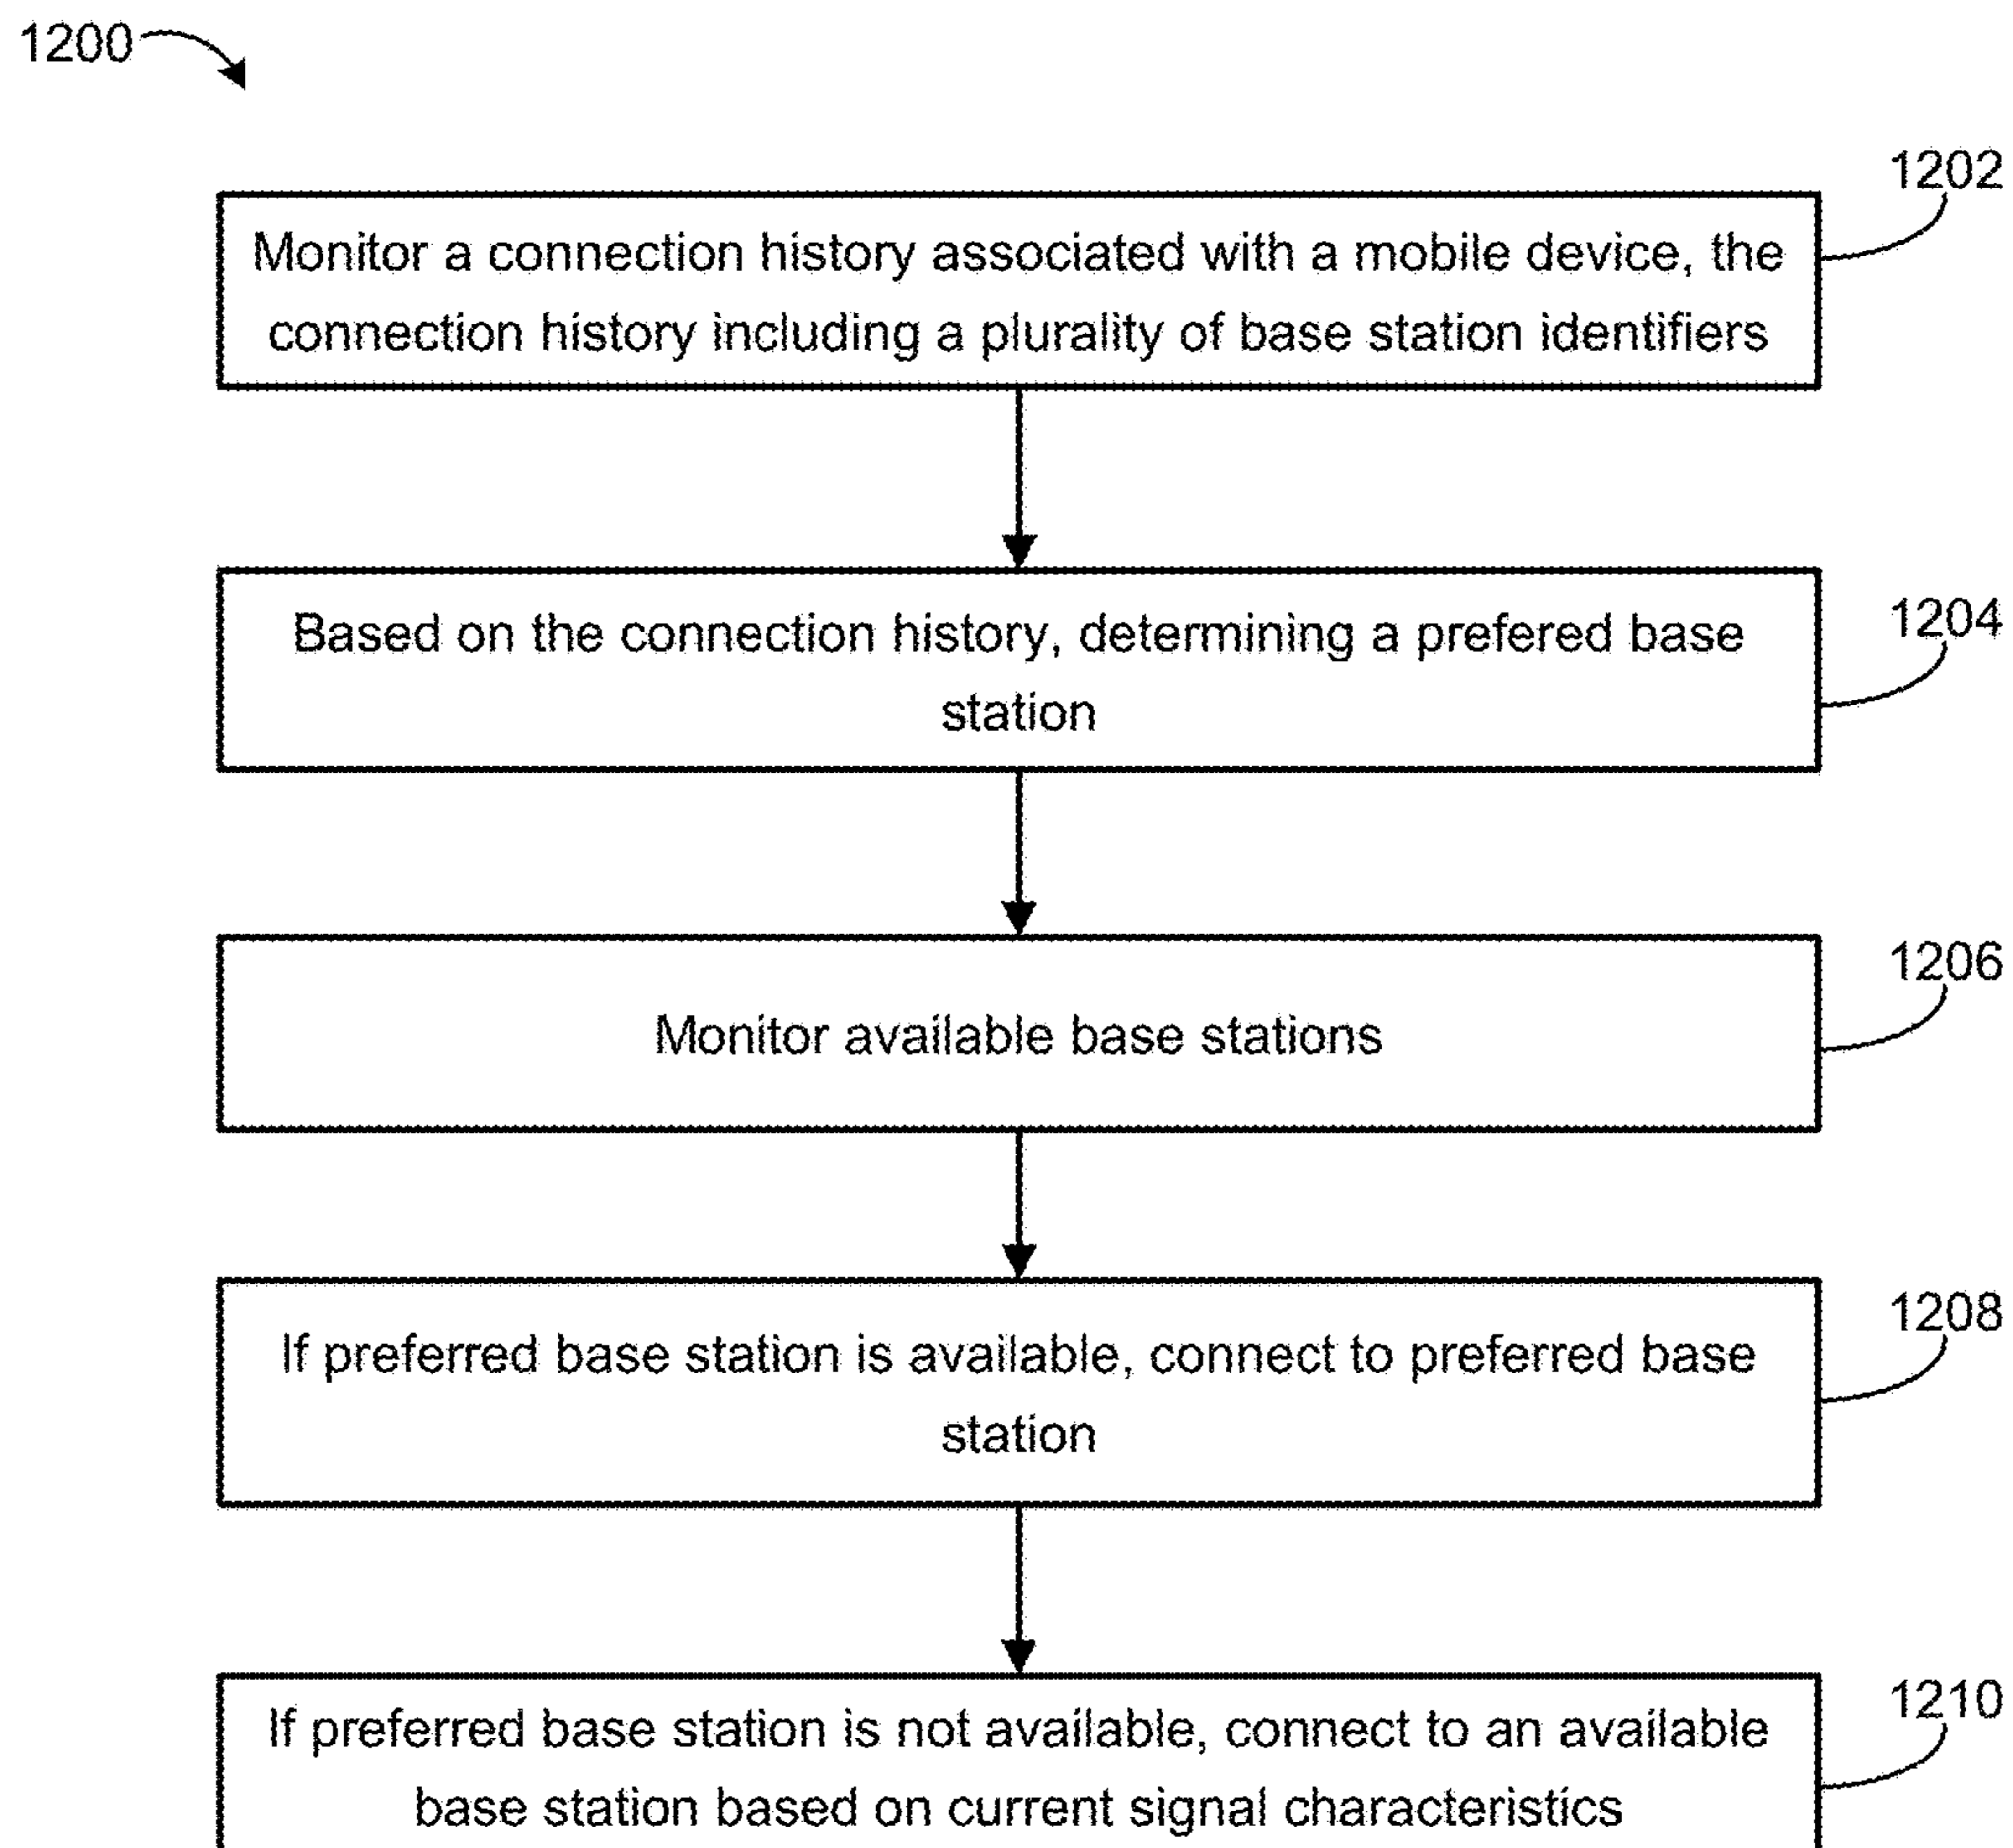 1200
1202
Monitor a connection history associated with a mobile device, the
connection history including a plurality of base station identifiers
1204
Based on the connection history, determining a prefered base
station
1206
Monitor available base stations
1208
If preferred base station is available, connect to preferred base
station
1210
If preferred base station is not available, connect to an available
base station based on current signal characteristics